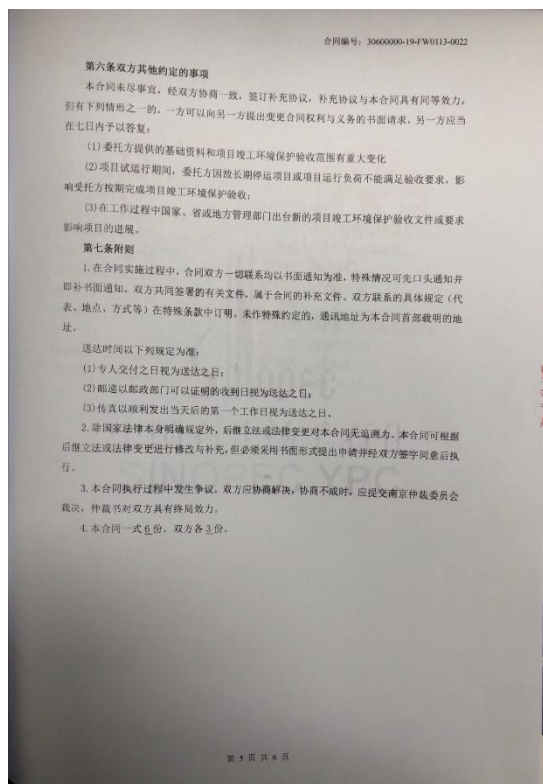 合同编号：30600000-19-FW0113-0022
第六条双方其他约定的事项
本合同未尽事宜，经双方协商一致，签订补充协议，补充协议与本合同具有同等效力。
但有下列情形之一的，一方可以向另一方提出变更合同权利与义务的书面请求，另一方应当
在七日内予以答复：
(1)委托方提供的基础资料和项目竣工环境保护验收范围有重大变化
(2)项目试运行期间，委托方因故长期停运项目或项目运行负荷不能满足验收要求，影
响受托方按期完成项目竣工环境保护验收；
(3)在工作过程中国家、省或地方管理部门出台新的项目竣工环境保护验收文件或要求
影响项目的进展。
第七条附则
1.在合同实施过程中，合同双方一切联系均以书面通知为准，特殊情况可先口头通知并
即补书面通知。双方共同签署的有关文件，属于合同的补充文件。双方联系的具体规定（代
表、地点、方式等）在特殊条款中订明。未作特殊约定的，通讯地址为本合同首部载明的地
址。
送达时间以下列规定为准：
(1)专人交付之日视为送达之日；
(2)邮递以邮政部门可以证明的收到日视为送达之日；
(3)传真以顺利发出当天后的第一个工作日视为送达之日。
2.除国家法律本身明确规定外，后继立法或法律变更对本合同无追溯力。本合同可根据
后继立法或法律变更进行修改与补充，但必须采用书面形式提出申请并经双方签字同意后执
行。
SINOPEC YPC
3.本合同执行过程中发生争议，双方应协商解决，协商不成时，应提交南京仲裁委员会
裁决，仲裁书对双方具有终局效力。
4.本合同一式6份，双方各3份。
第 5 页 共 6 页